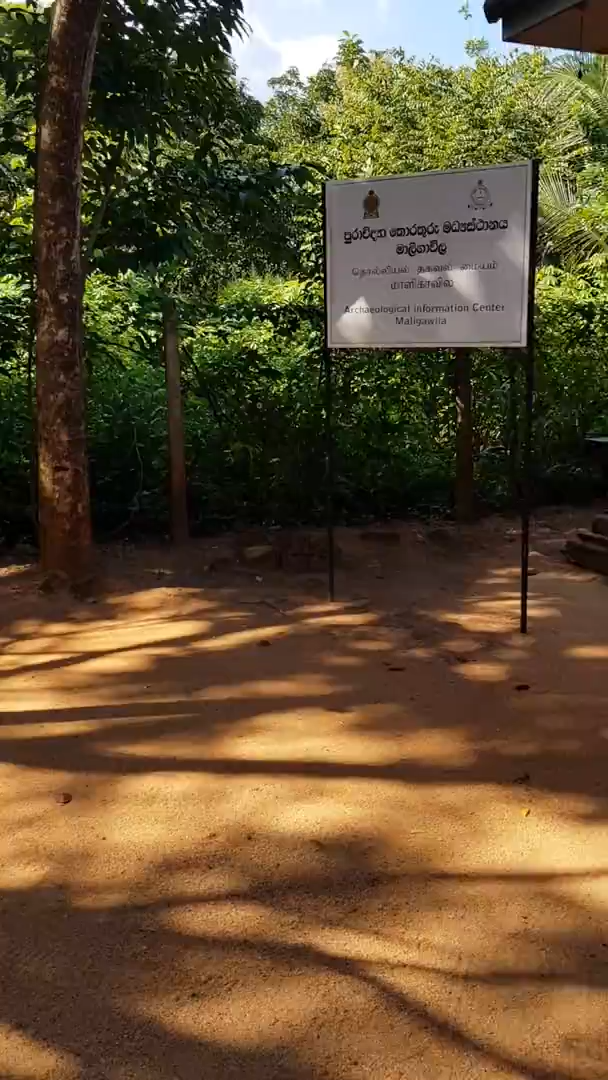 පුරාවිද්‍යා තොරතුරු මධ්‍යස්ථානය
මාලිගාවිල
தொல்லியல் தகவல் மையம்
மாளிகாவில
Archaeological Information Center
Maligawila